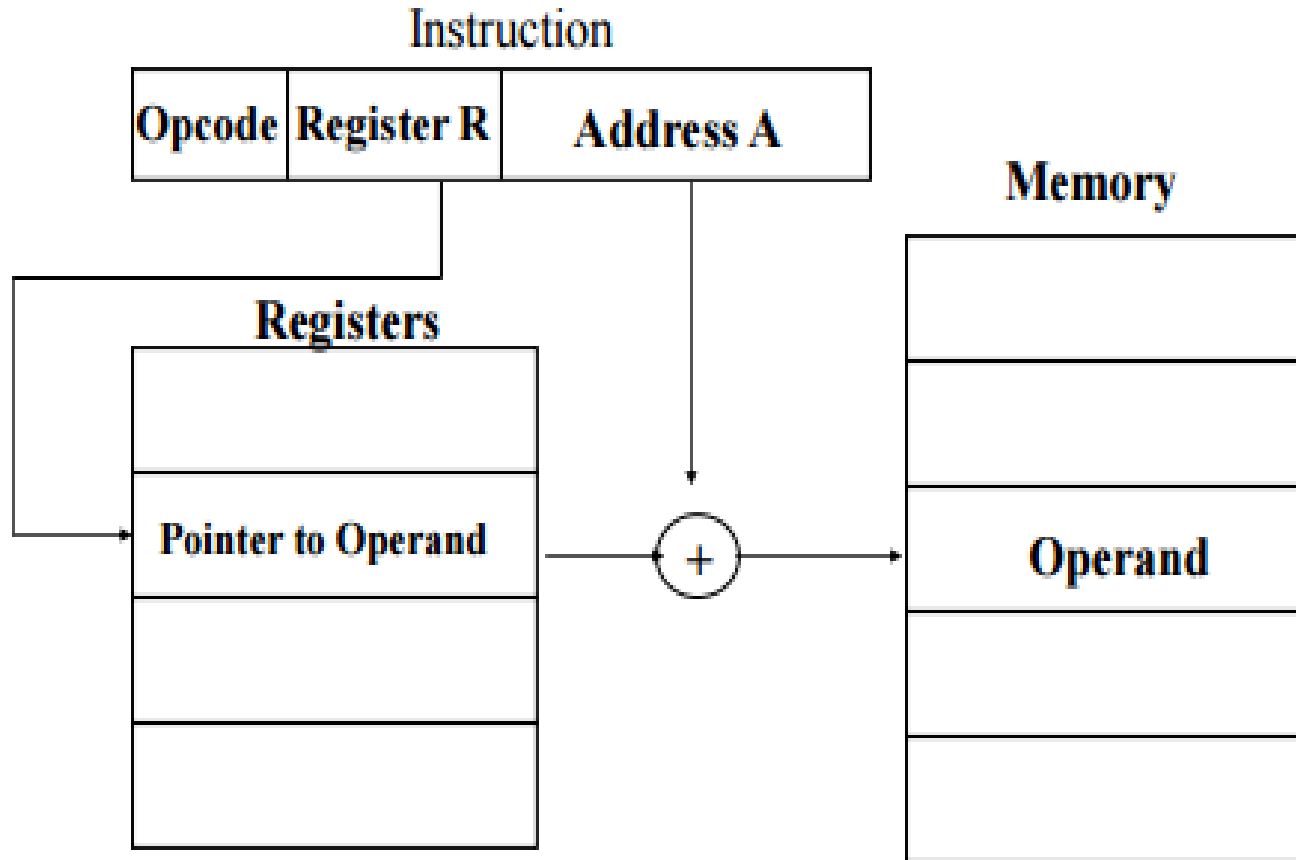 Instruction
Opcode Register R Address A
Memory
Registers
Pointer to Operand
+
Operand